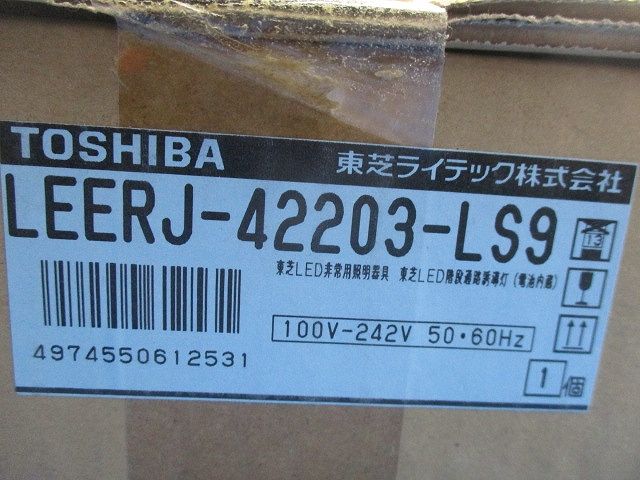 TOSHIBA 東芝ライテック株式会社
LEERJ-42203-LS9
13
東芝LED非常用照明器具 東芝LED階段通路誘導灯(電池内蔵)
100V-242V 50・60Hz
4974550612531
1個